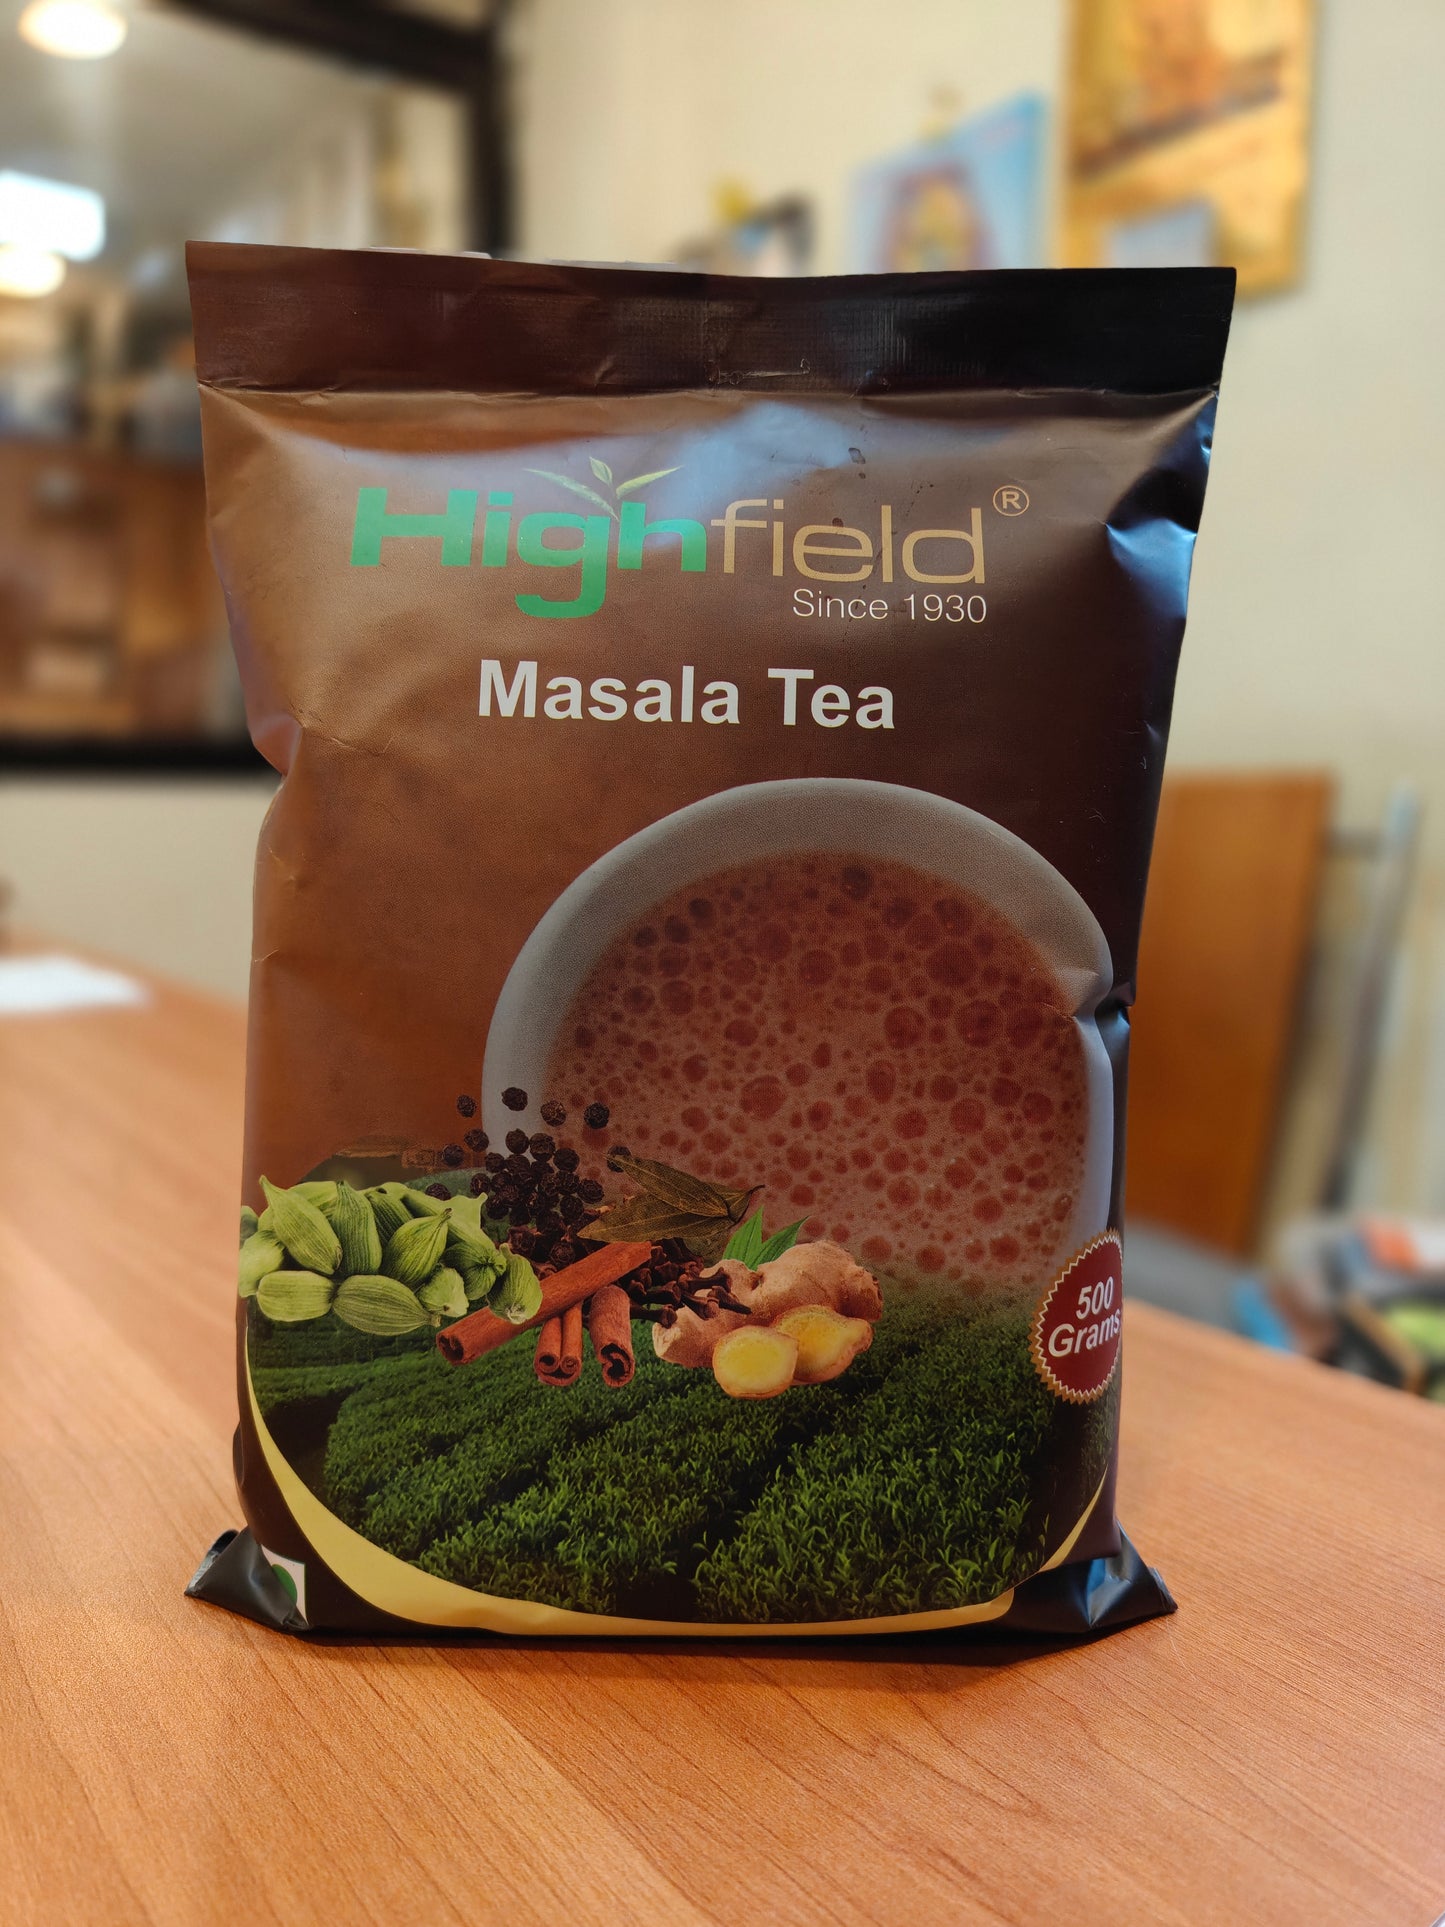 Highfield®
Since 1930
Masala Tea
500
Grams